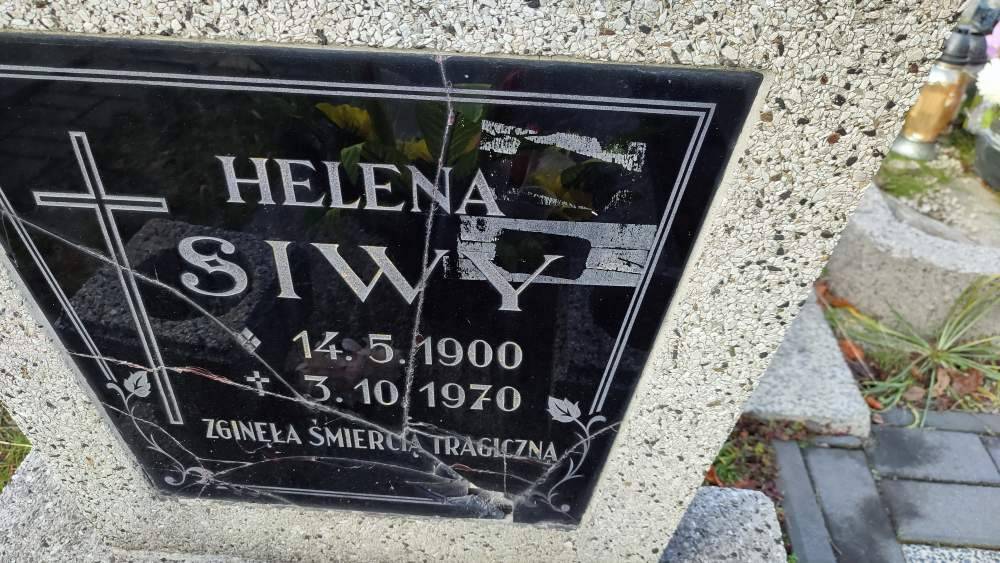 HELENA
SIWY
14. 5. 1900
3. 10. 1970
ZGINĘŁA ŚMIERCIĄ TRAGICZNĄ